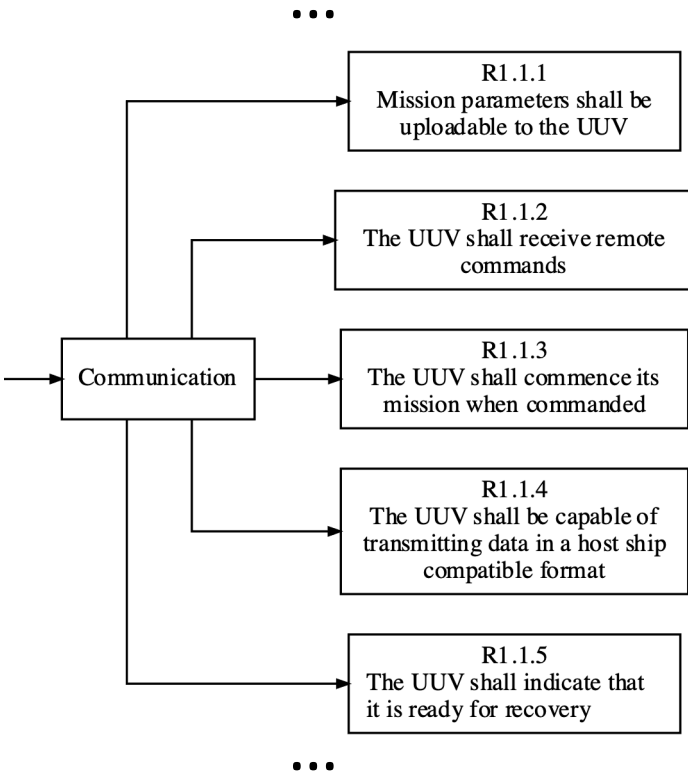 •••
R1.1.1
Mission parameters shall be
uploadable to the UUV
R1.1.2
The UUV shall receive remote
commands
Communication
R1.1.3
The UUV shall commence its
mission when commanded
R1.1.4
The UUV shall be capable of
transmitting data in a host ship
compatible format
R1.1.5
The UUV shall indicate that
it is ready for recovery
•••